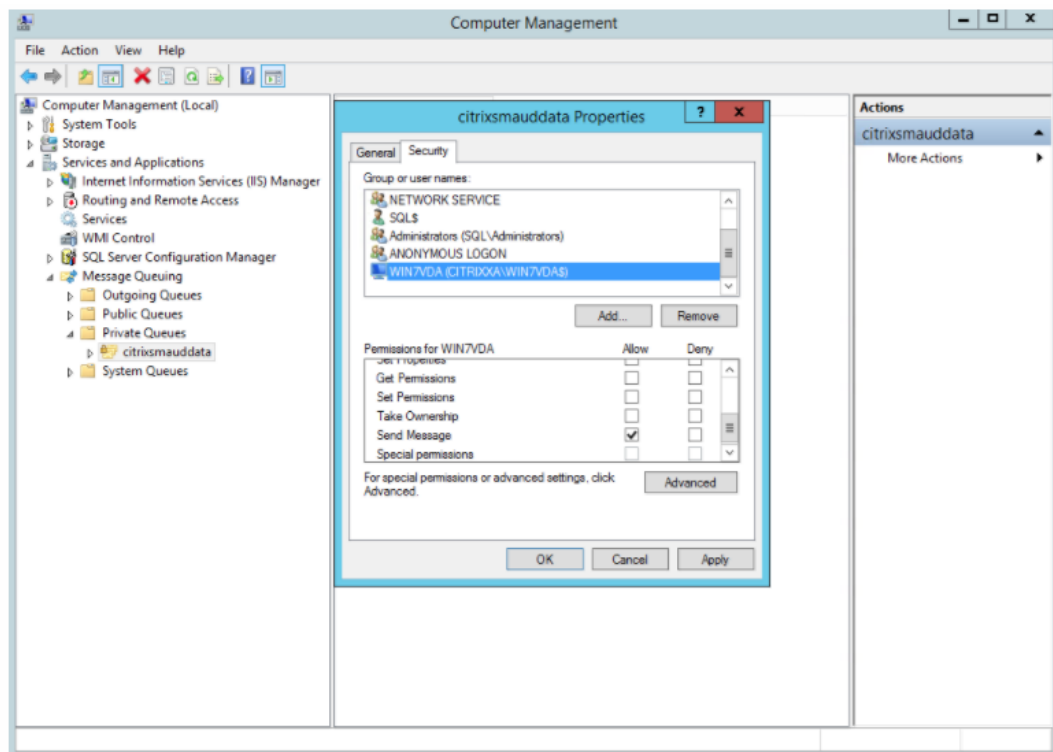 Computer Management
File Action View Help
Computer Management (Local)
System Tools
Storage
Services and Applications
Internet Information Services (IIS) Manager
Routing and Remote Access
Services
WMI Control
SQL Server Configuration Manager
Message Queuing
Outgoing Queues
Public Queues
Private Queues
citrixsmauddata
System Queues
citrixsmauddata Properties
General Security
Group or user names:
NETWORK SERVICE
SQL$
Administrators (SQL\Administrators)
ANONYMOUS LOGON
WIN7VDA (CITRIXXA\WIN7VDA$)
Add... Remove
Permissions for WIN7VDA Allow Deny
Set Properties
Get Permissions
Set Permissions
Take Ownership
Send Message
Special permissions
For special permissions or advanced settings, click
Advanced.
Advanced
OK Cancel Apply
Actions
citrixsmauddata
More Actions